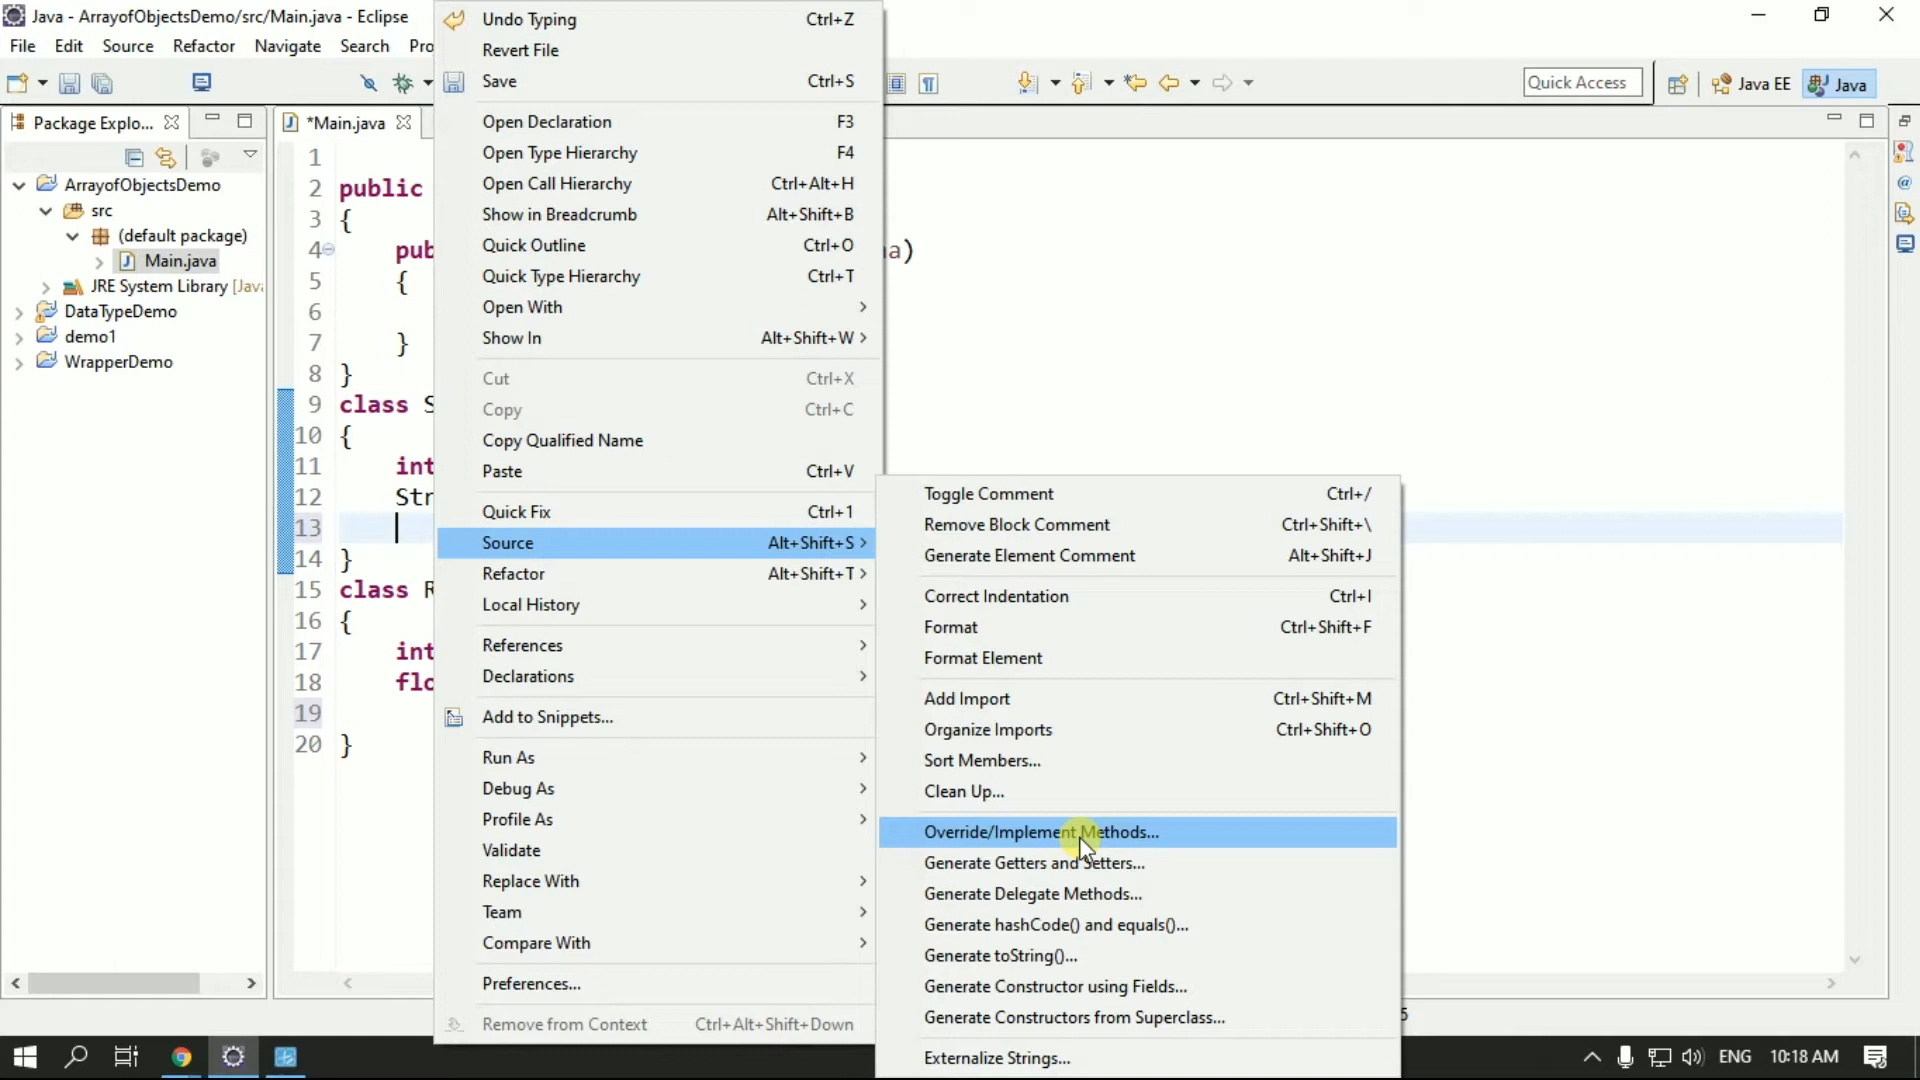 Java - ArrayofObjectsDemo/src/Main.java - Eclipse
File Edit Source Refactor Navigate Search Pro
Quick Access
Java EE
Java
Package Explo...
*Main.java
ArrayofObjectsDemo
src
(default package)
Main.java
JRE System Library [Java
DataTypeDemo
demo1
WrapperDemo
1
2 public
3 {
4 pub a)
5 {
6
7 }
8 }
9 class S
10 {
11 int
12 Str
13
14 }
15 class R
16 {
17 int
18 flo
19
20 }
Undo Typing Ctrl+Z
Revert File
Save Ctrl+S
Open Declaration F3
Open Type Hierarchy F4
Open Call Hierarchy Ctrl+Alt+H
Show in Breadcrumb Alt+Shift+B
Quick Outline Ctrl+O
Quick Type Hierarchy Ctrl+T
Open With
Show In Alt+Shift+W
Cut Ctrl+X
Copy Ctrl+C
Copy Qualified Name
Paste Ctrl+V
Quick Fix Ctrl+1
Source Alt+Shift+S
Refactor Alt+Shift+T
Local History
References
Declarations
Add to Snippets...
Run As
Debug As
Profile As
Validate
Replace With
Team
Compare With
Preferences...
Remove from Context Ctrl+Alt+Shift+Down
Toggle Comment Ctrl+/
Remove Block Comment Ctrl+Shift+\
Generate Element Comment Alt+Shift+J
Correct Indentation Ctrl+I
Format Ctrl+Shift+F
Format Element
Add Import Ctrl+Shift+M
Organize Imports Ctrl+Shift+O
Sort Members...
Clean Up...
Override/Implement Methods...
Generate Getters and Setters...
Generate Delegate Methods...
Generate hashCode() and equals()...
Generate toString()...
Generate Constructor using Fields...
Generate Constructors from Superclass...
Externalize Strings...
5
ENG 10:18 AM